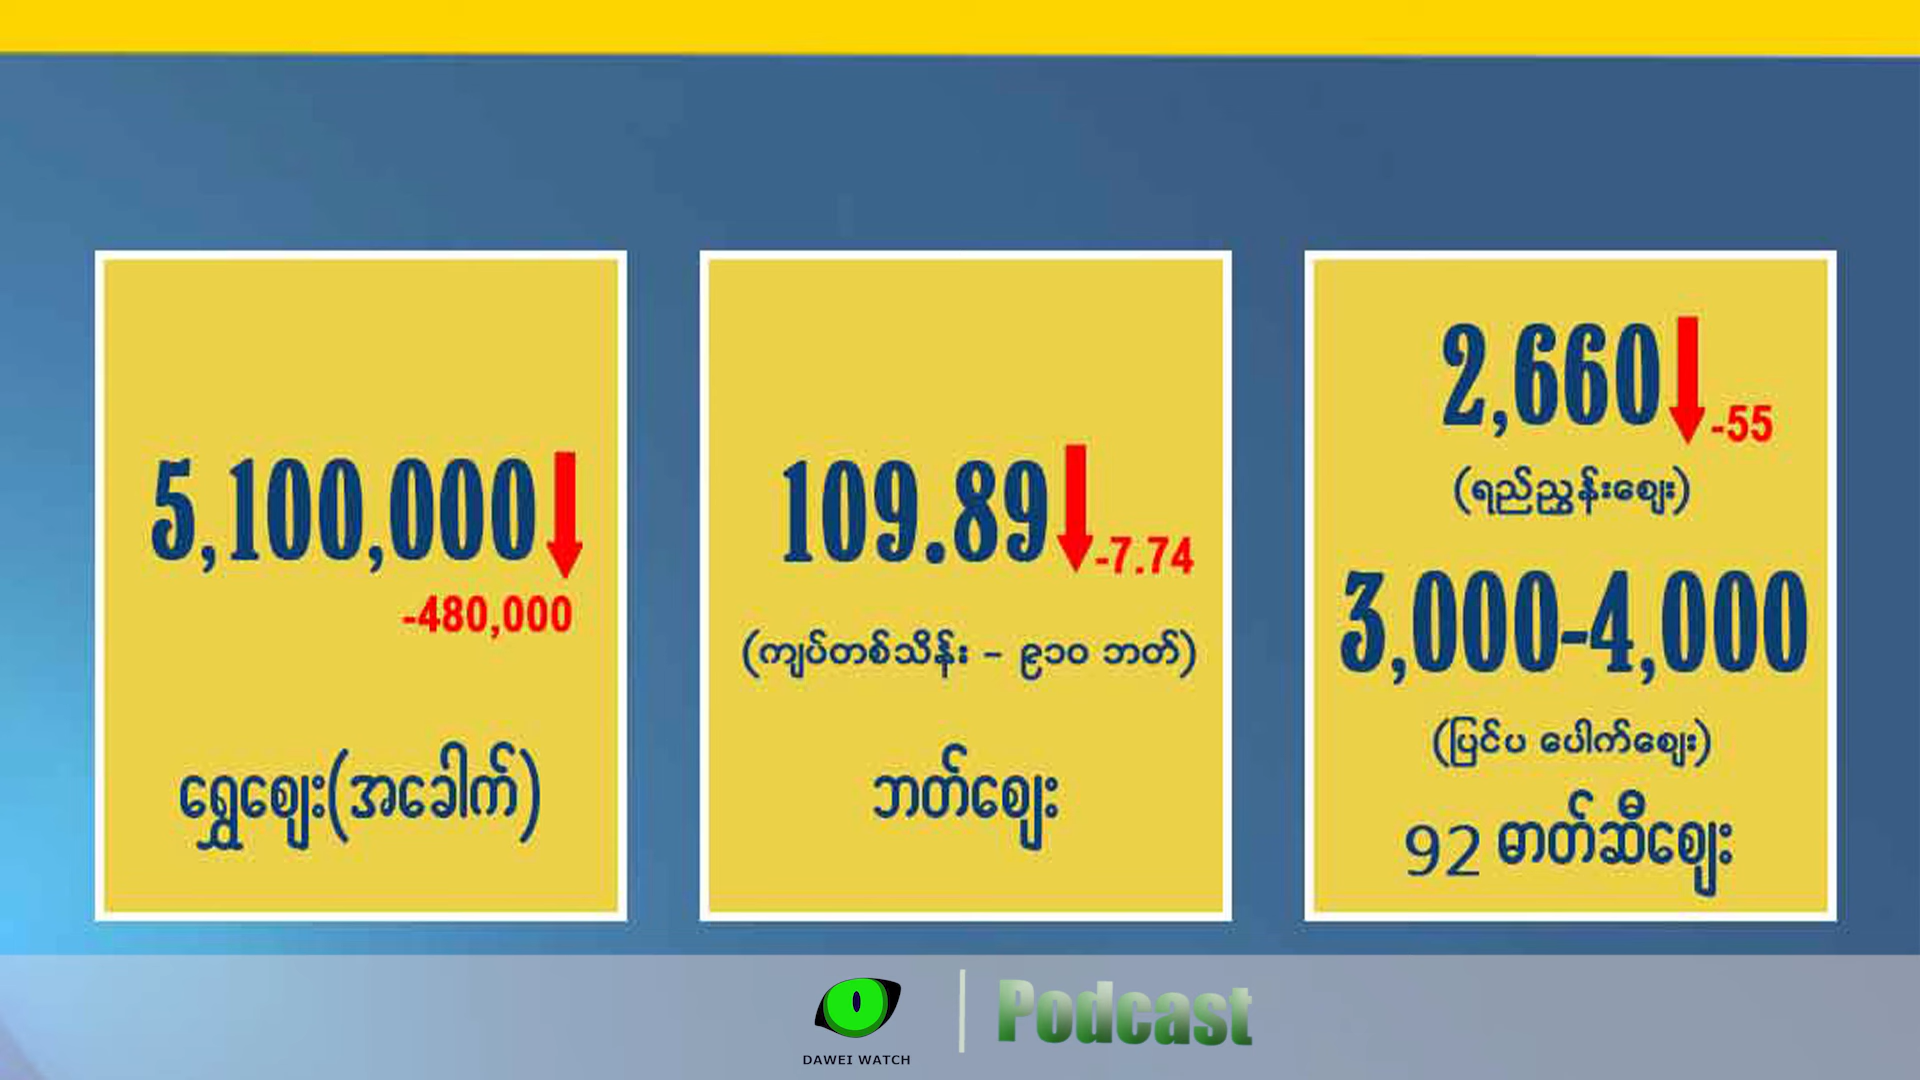 5,100,000
-480,000
ရွှေဈေး(အခေါက်)
109.89
-7.74
(ကျပ်တစ်သိန်း – ၉၁၀ ဘတ်)
ဘတ်ဈေး
2,660
-55
(ရည်ညွှန်းဈေး)
3,000-4,000
(ပြင်ပ ပေါက်ဈေး)
92 ဓာတ်ဆီဈေး
DAWEI WATCH
Podcast